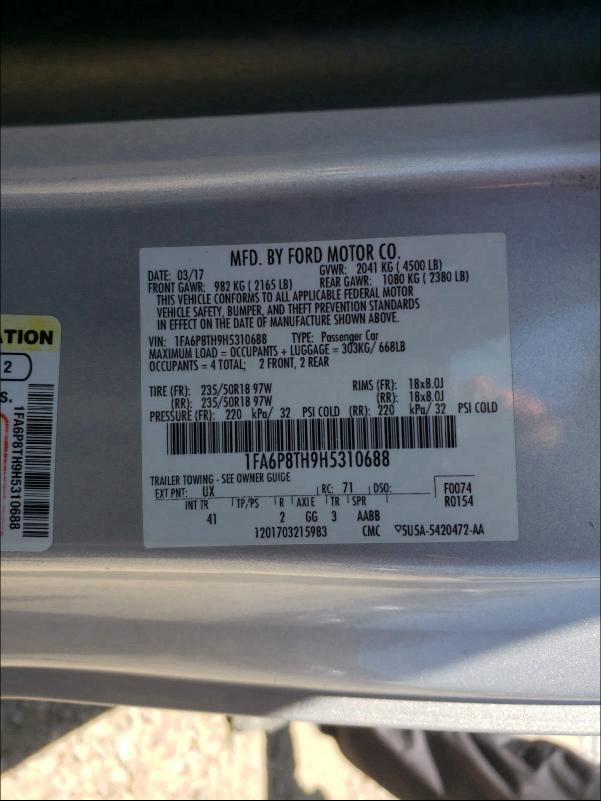 MFD. BY FORD MOTOR CO.
DATE: 03/17 GVWR: 2041 KG ( 4500 LB)
FRONT GAWR: 982 KG ( 2165 LB) REAR GAWR: 1080 KG ( 2380 LB)
THIS VEHICLE CONFORMS TO ALL APPLICABLE FEDERAL MOTOR
VEHICLE SAFETY, BUMPER, AND THEFT PREVENTION STANDARDS
IN EFFECT ON THE DATE OF MANUFACTURE SHOWN ABOVE.
VIN: 1FA6P8TH9H5310688 TYPE: Passenger Car
MAXIMUM LOAD = OCCUPANTS + LUGGAGE = 303KG/ 668LB
OCCUPANTS = 4 TOTAL; 2 FRONT, 2 REAR
TIRE (FR): 235/50R18 97W RIMS (FR): 18x8.0J
(RR): 235/50R18 97W (RR): 18x8.0J
PRESSURE (FR): 220 kPa/ 32 PSI COLD (RR): 220 kPa/ 32 PSI COLD
1FA6P8TH9H5310688
TRAILER TOWING - SEE OWNER GUIDE
EXT PNT: UX RC: 71 DSO: F0074
INT TR TP/PS R AXLE TR SPR R0154
41 2 GG 3 AABB
1201703215983 CMC ▽5U5A-5420472-AA
ATION
2
S.
1FA6P8TH9H5310688